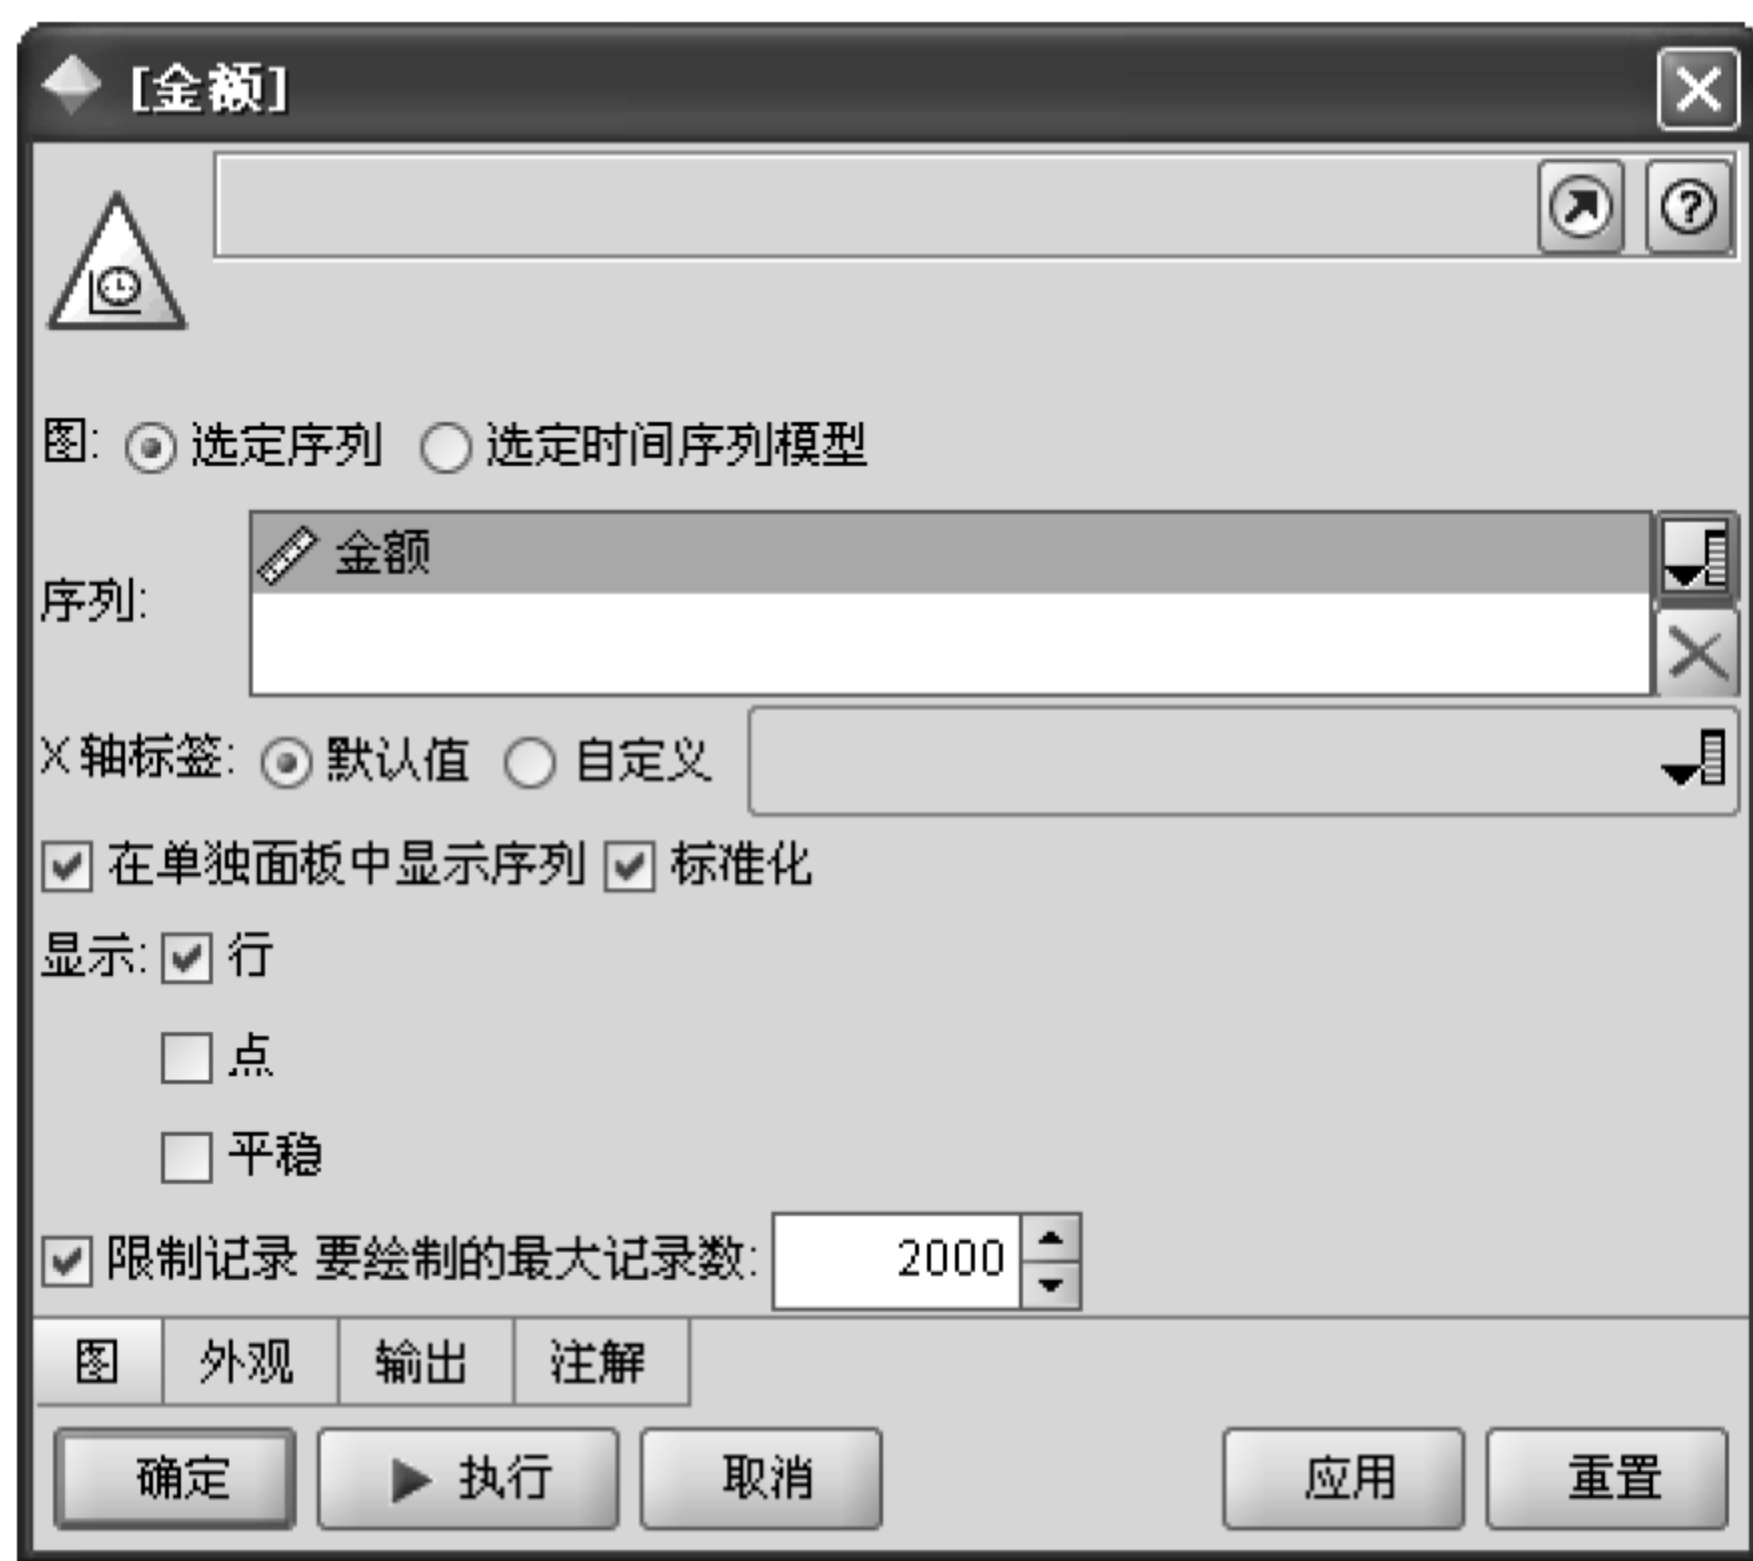 [金额]
图: 选定序列 选定时间序列模型
金额
序列:
X 轴标签: 默认值 自定义
在单独面板中显示序列 标准化
显示: 行
点
平稳
限制记录 要绘制的最大记录数: 2000
图 外观 输出 注解
确定 执行 取消 应用 重置